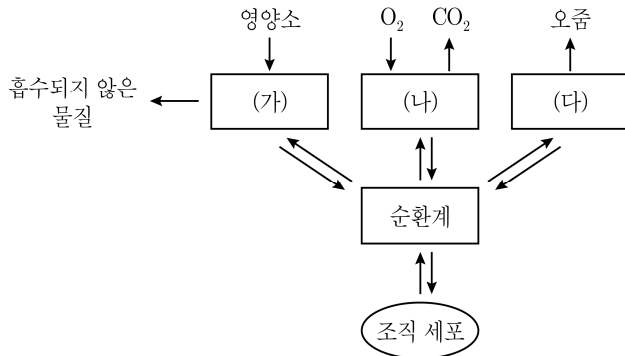 영양소
O₂
CO₂
오줌
흡수되지 않은
물질
(가)
(나)
(다)
순환계
조직 세포